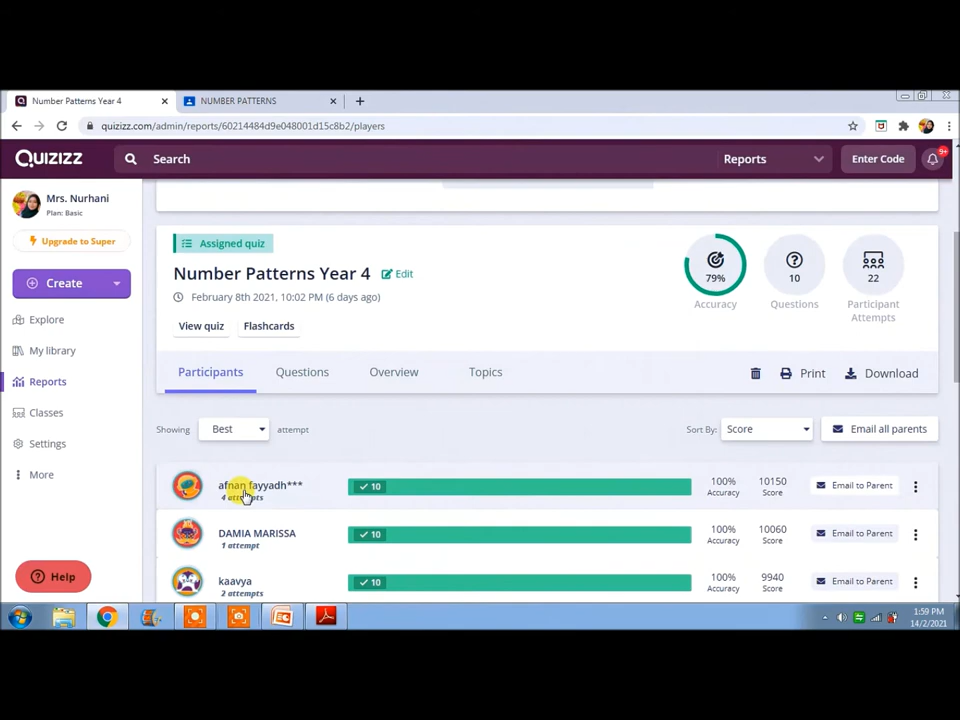 Number Patterns Year 4
NUMBER PATTERNS
quizizz.com/admin/reports/60214484d9e048001d15c8b2/players
QUIZIZZ
Search
Reports
Enter Code
9+
Mrs. Nurhani
Plan: Basic
Upgrade to Super
Create
Explore
My library
Reports
Classes
Settings
More
Help
Assigned quiz
Number Patterns Year 4
Edit
February 8th 2021, 10:02 PM (6 days ago)
View quiz
Flashcards
79%
Accuracy
10
Questions
22
Participant
Attempts
Participants
Questions
Overview
Topics
Print
Download
Showing
Best
attempt
Sort By:
Score
Email all parents
afnan fayyadh***
4 attempts
10
100%
Accuracy
10150
Score
Email to Parent
DAMIA MARISSA
1 attempt
10
100%
Accuracy
10060
Score
Email to Parent
kaavya
2 attempts
10
100%
Accuracy
9940
Score
Email to Parent
1:59 PM
14/2/2021